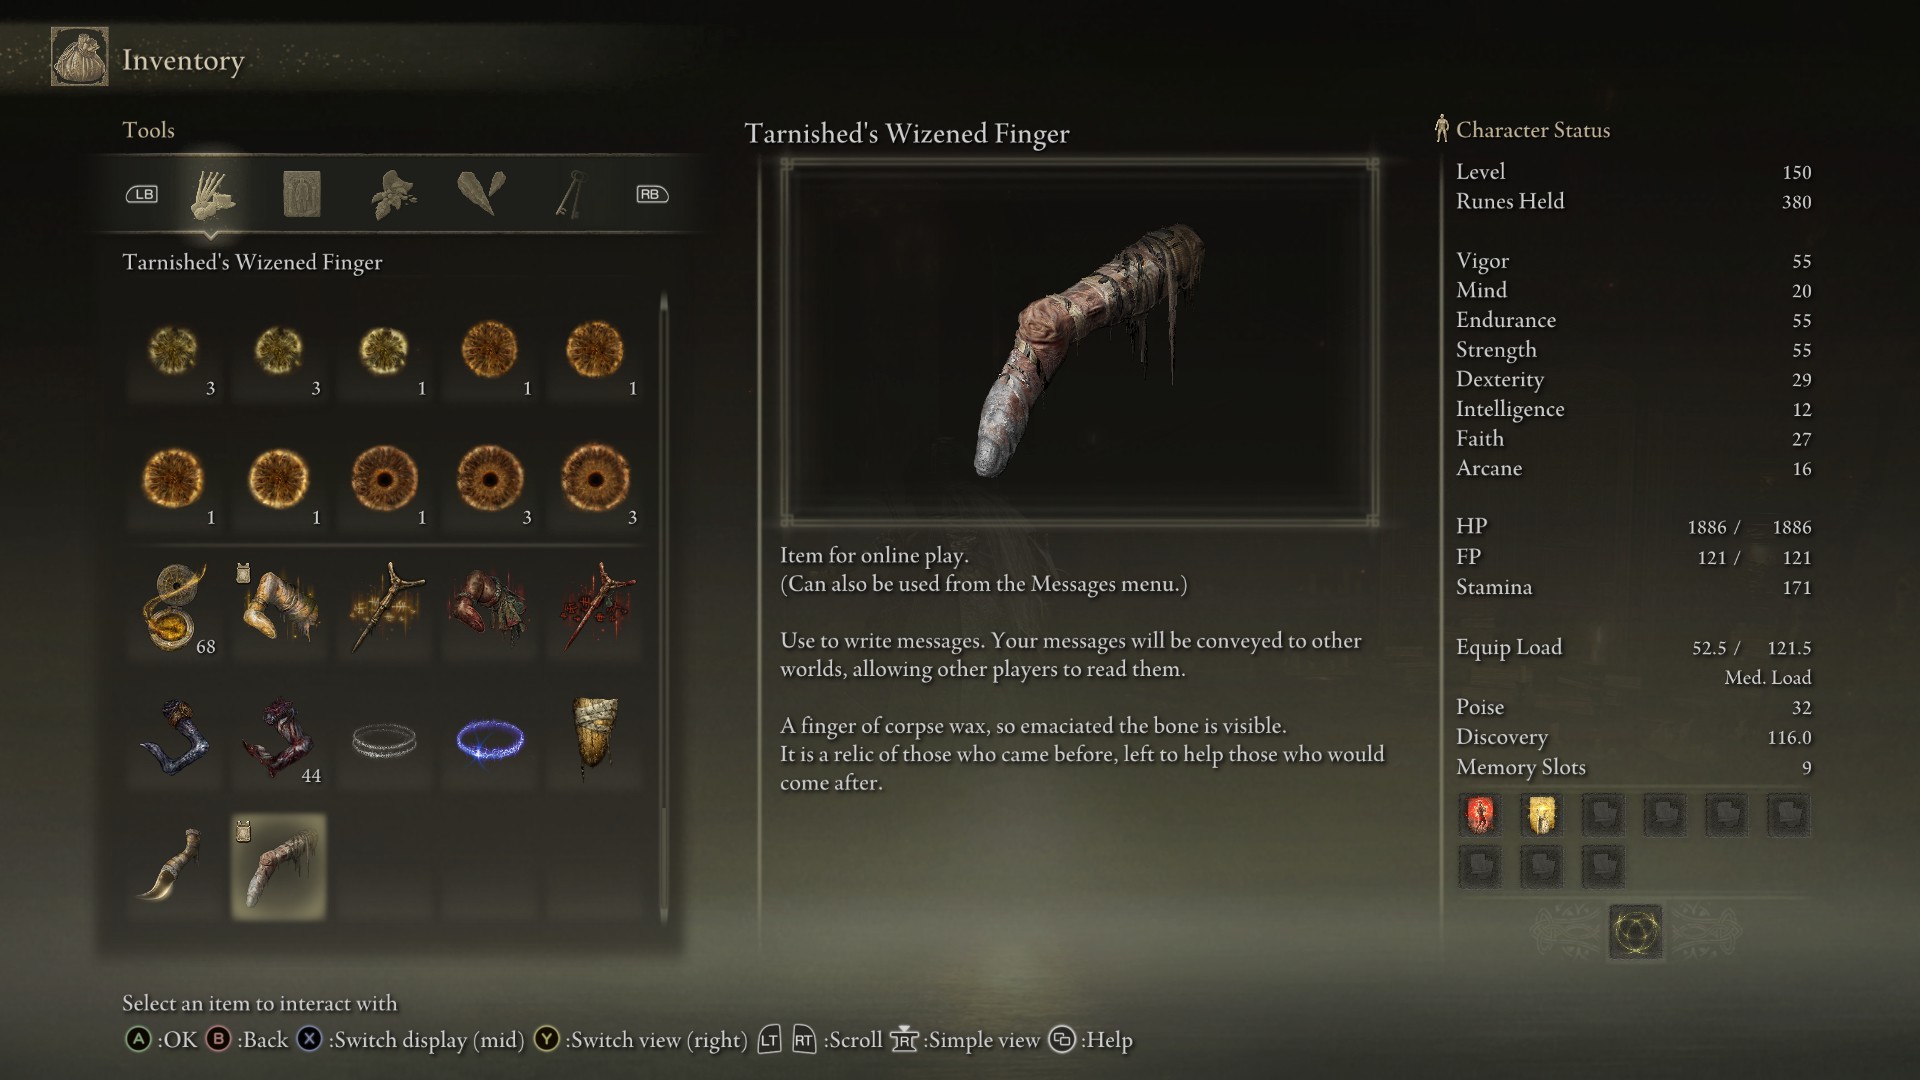 Inventory
Tools
LB
RB
Tarnished's Wizened Finger
3
3
1
1
1
1
1
1
3
3
68
44
Tarnished's Wizened Finger
Item for online play.
(Can also be used from the Messages menu.)
Use to write messages. Your messages will be conveyed to other
worlds, allowing other players to read them.
A finger of corpse wax, so emaciated the bone is visible.
It is a relic of those who came before, left to help those who would
come after.
Character Status
Level 150
Runes Held 380
Vigor 55
Mind 20
Endurance 55
Strength 55
Dexterity 29
Intelligence 12
Faith 27
Arcane 16
HP 1886 / 1886
FP 121 / 121
Stamina 171
Equip Load 52.5 / 121.5
Med. Load
Poise 32
Discovery 116.0
Memory Slots 9
Select an item to interact with
A :OK B :Back X :Switch display (mid) Y :Switch view (right) LT RT :Scroll R :Simple view :Help